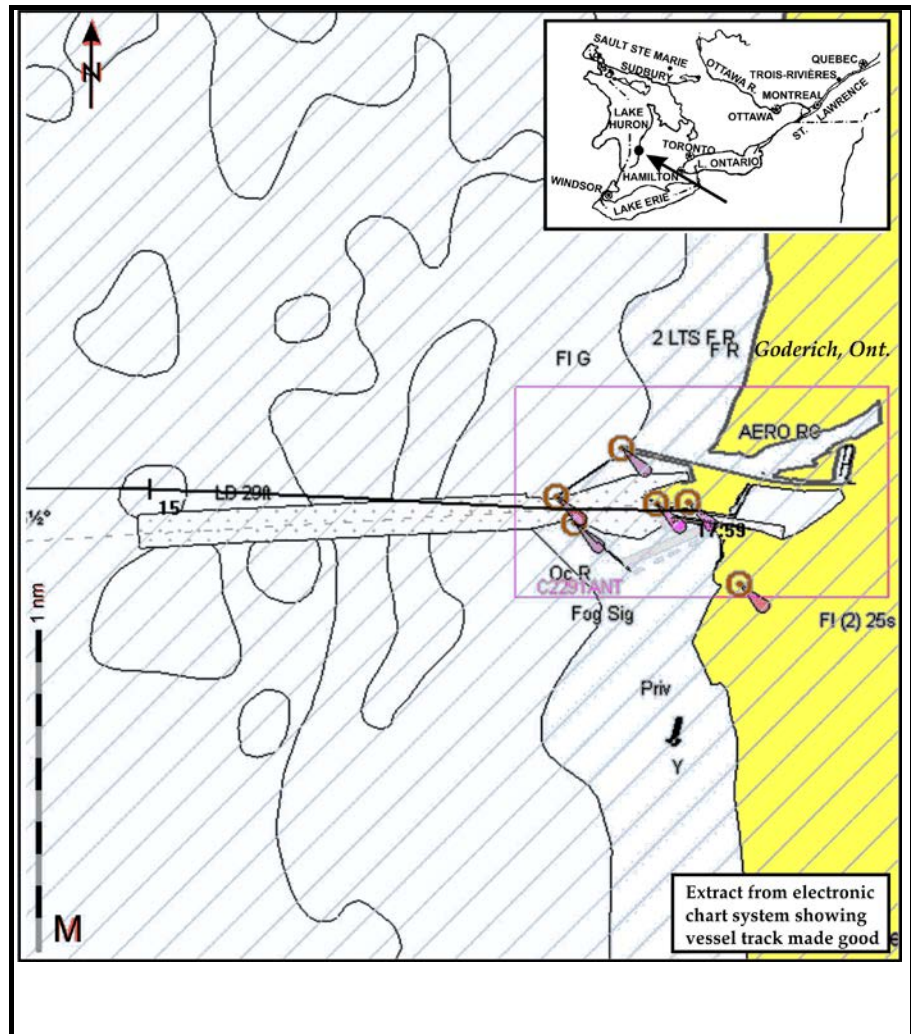 N
SAULT STE MARIE
SUDBURY
OTTAWA R.
QUEBEC
TROIS-RIVIÈRES
MONTREAL
OTTAWA
ST. LAWRENCE
LAKE
HURON
TORONTO
L. ONTARIO
HAMILTON
WINDSOR
LAKE ERIE
2 LTS F R
F R
Fl G
Goderich, Ont.
AERO RC
LD 29ft
15
½°
17:59
Oc R
C2291ANT
Fog Sig
Fl (2) 25s
1 nm
Priv
Y
M
Extract from electronic
chart system showing
vessel track made good